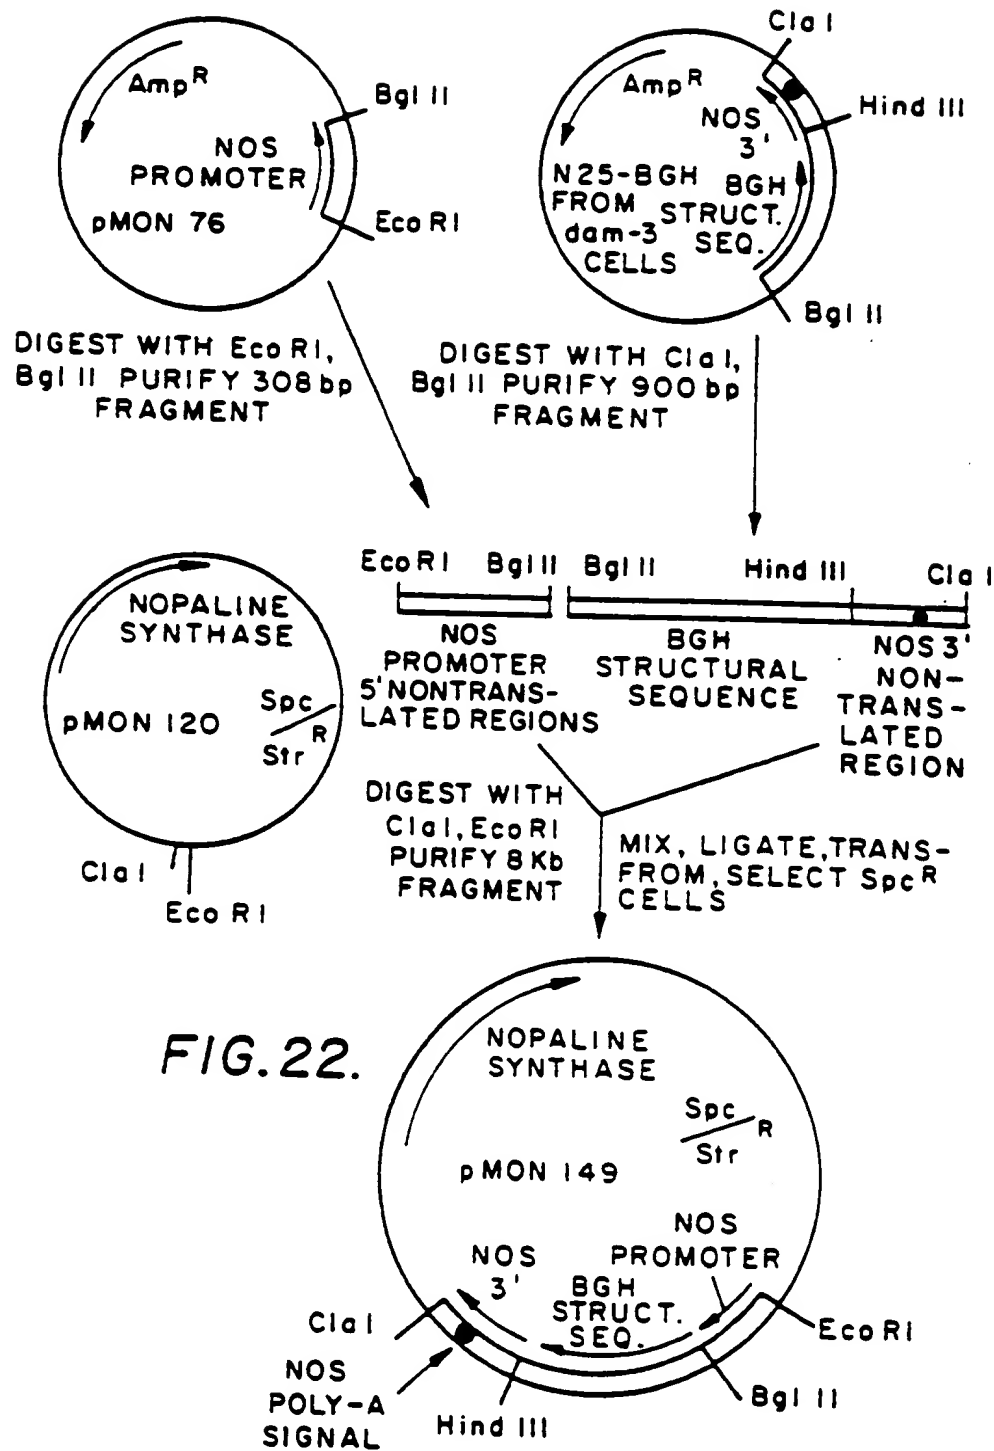 Amp R
Bgl II
NOS
PROMOTER
pMON 76
Eco RI
Cla I
Amp R
Hind III
NOS
3'
N25-BGH
FROM
dam-3
CELLS
BGH
STRUCT.
SEQ.
Bgl II
DIGEST WITH Eco RI,
Bgl II PURIFY 308 bp
FRAGMENT
DIGEST WITH Cla I,
Bgl II PURIFY 900 bp
FRAGMENT
NOPALINE
SYNTHASE
pMON 120
Spc
Str R
Cla I
Eco RI
Eco RI Bgl II Bgl II Hind III Cla I
NOS
PROMOTER
5' NONTRANS-
LATED REGIONS
BGH
STRUCTURAL
SEQUENCE
NOS 3'
NON-
TRANS-
LATED
REGION
DIGEST WITH
Cla I, Eco RI
PURIFY 8 Kb
FRAGMENT
MIX, LIGATE, TRANS-
FROM, SELECT Spc R
CELLS
FIG. 22.
NOPALINE
SYNTHASE
Spc
Str R
pMON 149
NOS
PROMOTER
NOS
3'
BGH
STRUCT.
SEQ.
Cla I
Eco RI
NOS
POLY-A
SIGNAL
Hind III
Bgl II